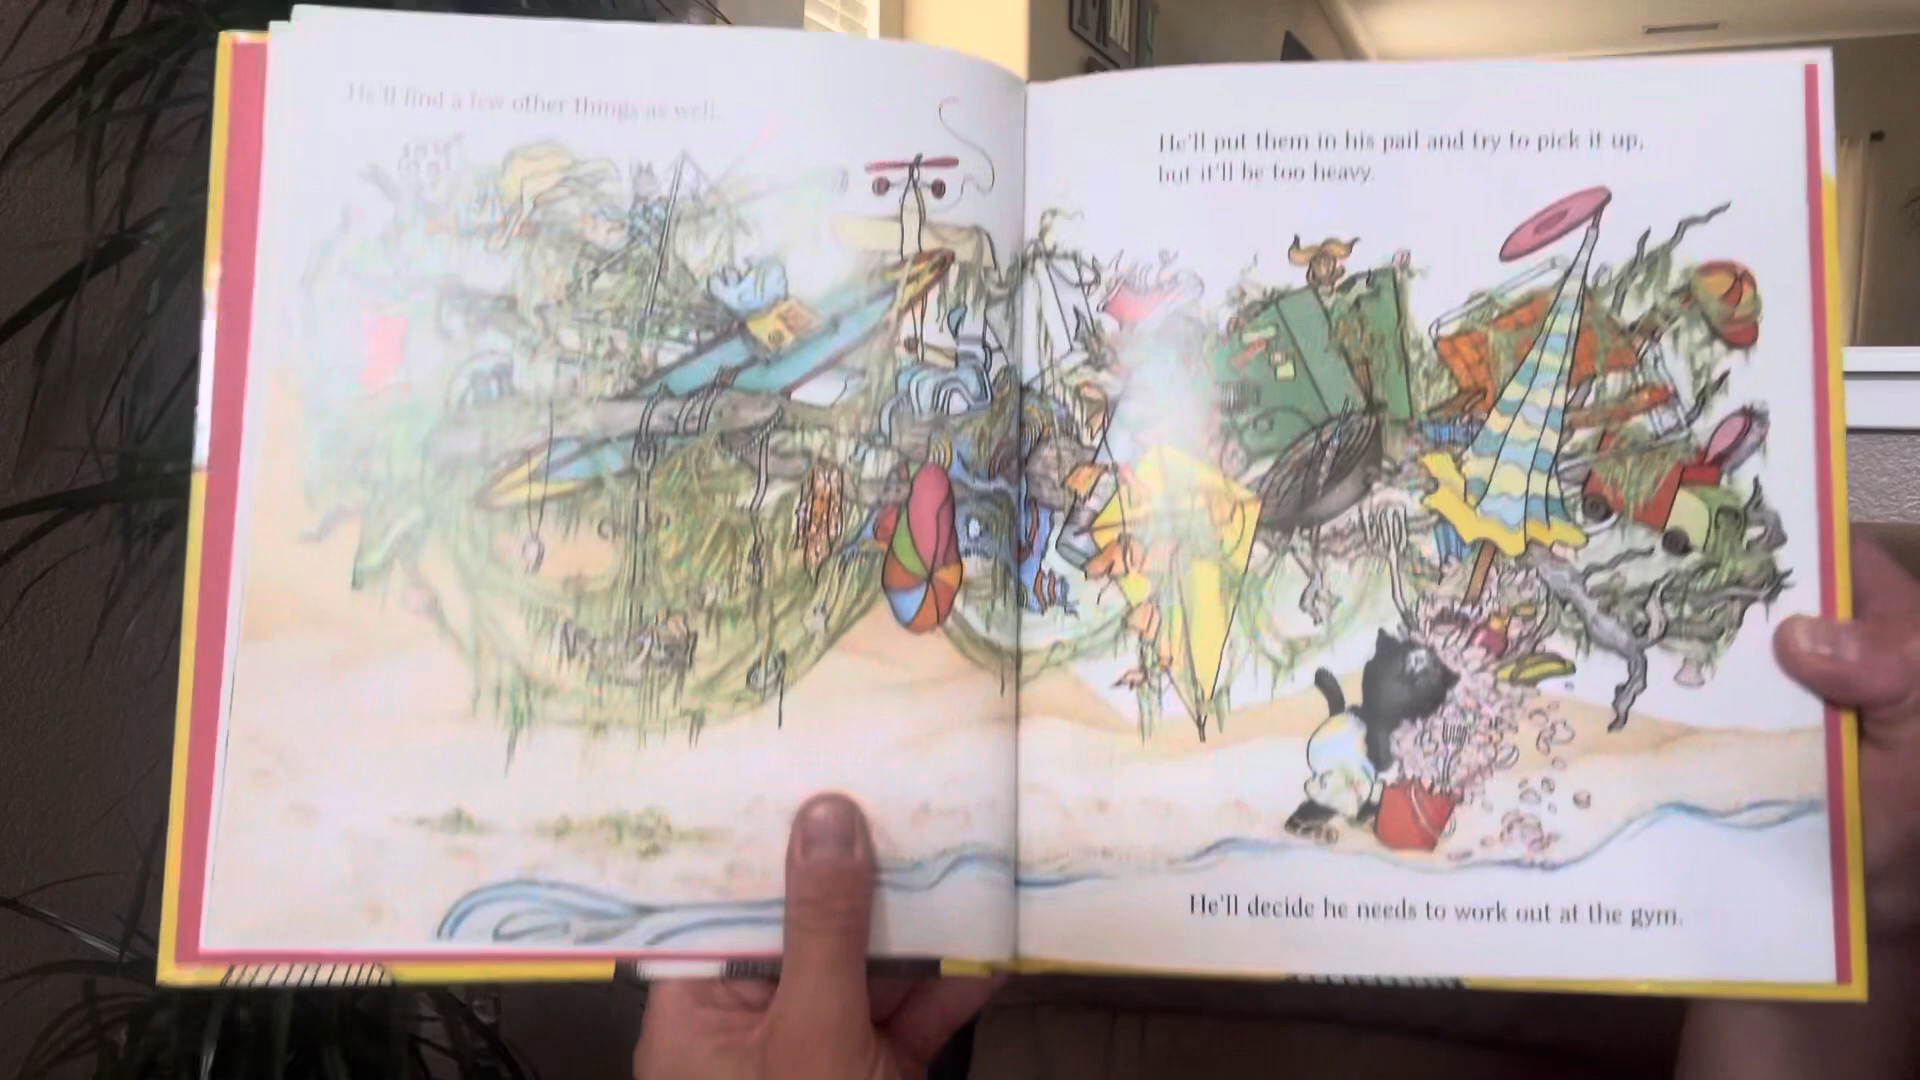 He'll find a few other things as well.
He'll put them in his pail and try to pick it up,
but it'll be too heavy.
He'll decide he needs to work out at the gym.